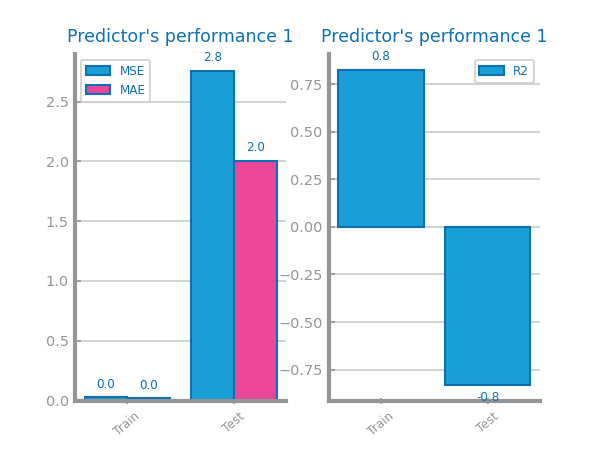 Predictor's performance 1
2.8
MSE
MAE
2.0
2.5
2.0
1.5
1.0
0.5
0.0
0.0
0.0
Train
Test
Predictor's performance 1
0.8
R2
0.75
0.50
0.25
0.00
−0.25
−0.50
−0.75
-0.8
Train
Test